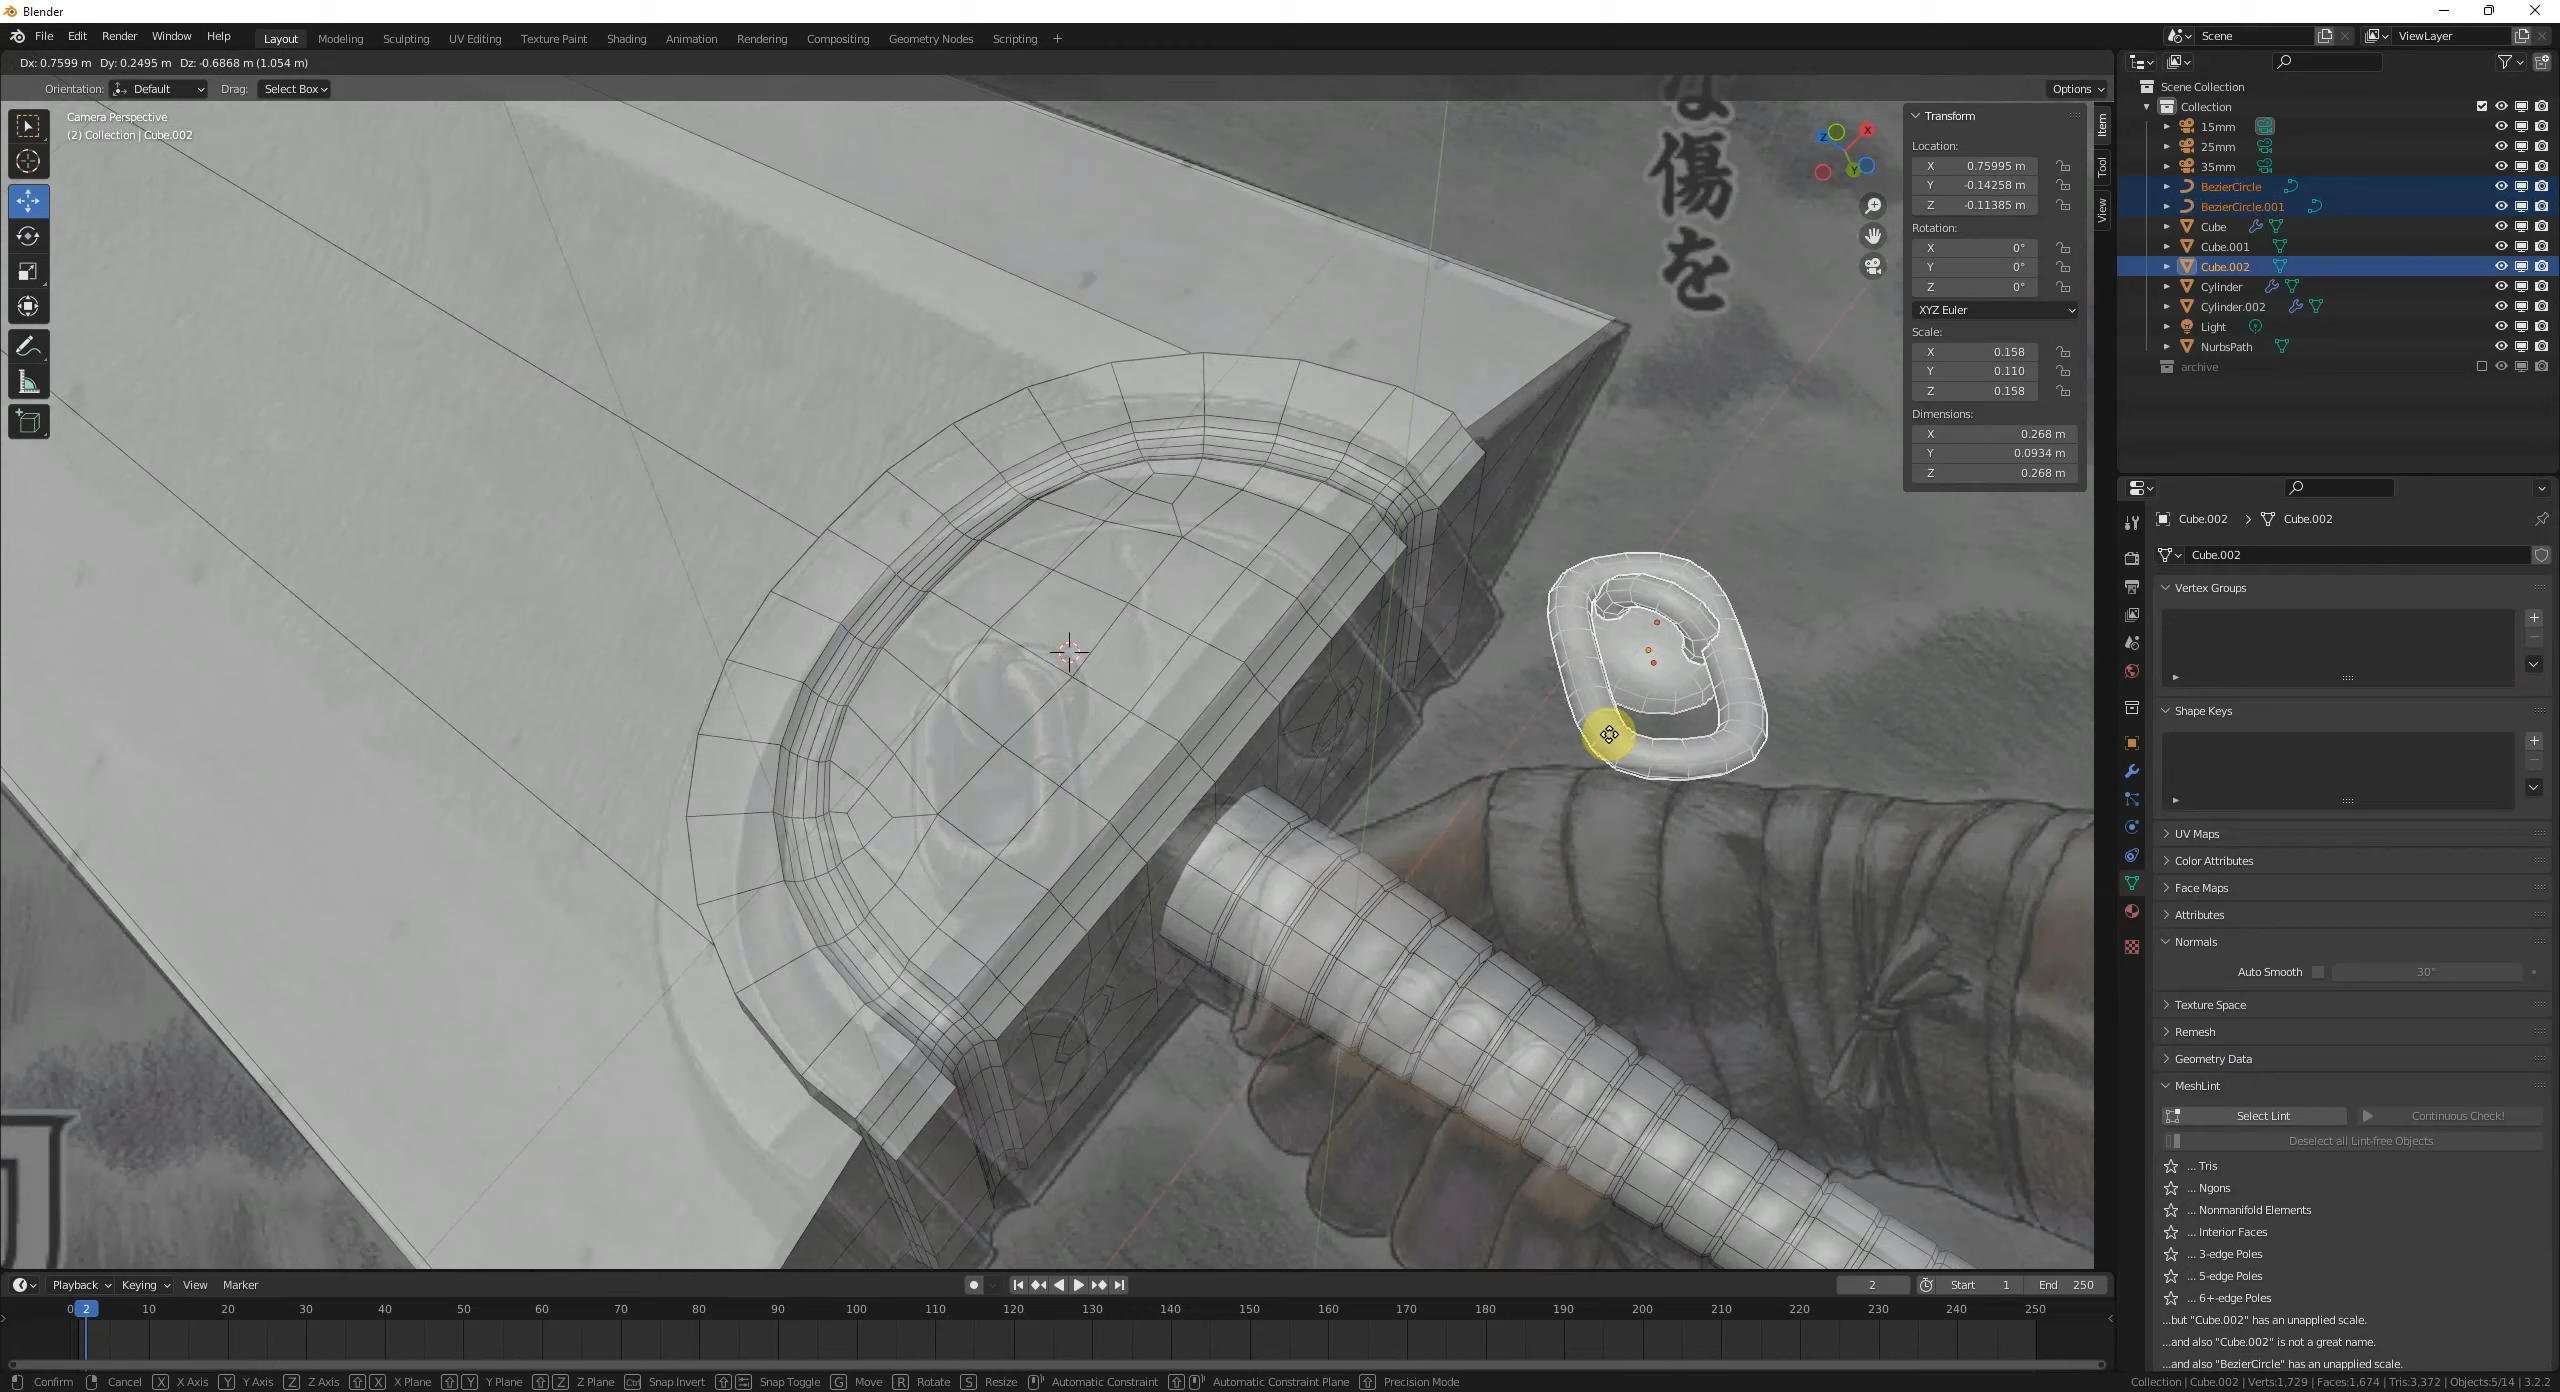 Blender
File Edit Render Window Help
Layout Modeling Sculpting UV Editing Texture Paint Shading Animation Rendering Compositing Geometry Nodes Scripting +
Scene
ViewLayer
Dx: 0.7599 m Dy: 0.2495 m Dz: -0.6868 m (1.054 m)
Orientation: Default Drag: Select Box
Options
Camera Perspective
(2) Collection | Cube.002
な傷を
X
Z
Y
Transform
Location:
X 0.75995 m
Y -0.14258 m
Z -0.11385 m
Rotation:
X 0°
Y 0°
Z 0°
XYZ Euler
Scale:
X 0.158
Y 0.110
Z 0.158
Dimensions:
X 0.268 m
Y 0.0934 m
Z 0.268 m
Item
Tool
View
Scene Collection
Collection
15mm
25mm
35mm
BezierCircle
BezierCircle.001
Cube
Cube.001
Cube.002
Cylinder
Cylinder.002
Light
NurbsPath
archive
Cube.002 Cube.002
Cube.002
Vertex Groups
Shape Keys
UV Maps
Color Attributes
Face Maps
Attributes
Normals
Auto Smooth 30°
Texture Space
Remesh
Geometry Data
MeshLint
Select Lint Continuous Check!
Deselect all Lint-free Objects
... Tris
... Ngons
... Nonmanifold Elements
... Interior Faces
... 3-edge Poles
... 5-edge Poles
... 6+-edge Poles
...but "Cube.002" has an unapplied scale.
...and also "Cube.002" is not a great name.
...and also "BezierCircle" has an unapplied scale.
Playback Keying View Marker
2 Start 1 End 250
0 2 10 20 30 40 50 60 70 80 90 100 110 120 130 140 150 160 170 180 190 200 210 220 230 240 250
Confirm Cancel X X Axis Y Y Axis Z Z Axis X X Plane Y Y Plane Z Z Plane Ctrl Snap Invert Snap Toggle G Move R Rotate S Resize Automatic Constraint Automatic Constraint Plane Precision Mode
Collection | Cube.002 | Verts:1,729 | Faces:1,674 | Tris:3,372 | Objects:5/14 | 3.2.2